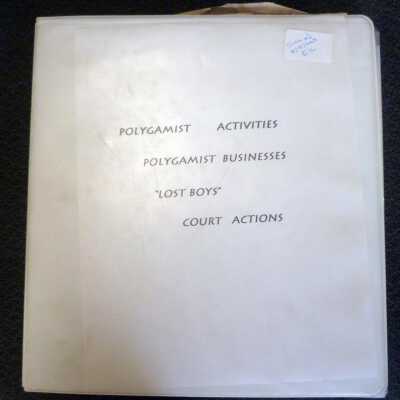 POLYGAMIST ACTIVITIES
POLYGAMIST BUSINESSES
"LOST BOYS"
COURT ACTIONS